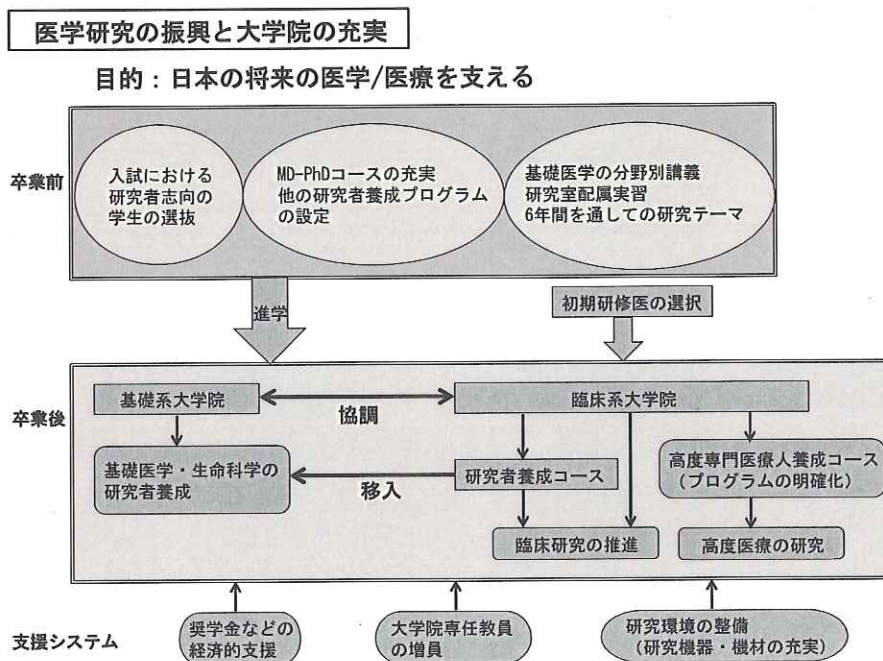 医学研究の振興と大学院の充実
目的：日本の将来の医学/医療を支える
卒業前
入試における
研究者志向の
学生の選抜
MD-PhDコースの充実
他の研究者養成プログラム
の設定
基礎医学の分野別講義
研究室配属実習
6年間を通しての研究テーマ
進学
初期研修医の選択
卒業後
基礎系大学院
協調
臨床系大学院
基礎医学・生命科学の
研究者養成
移入
研究者養成コース
高度専門医療人養成コース
（プログラムの明確化）
臨床研究の推進
高度医療の研究
支援システム
奨学金などの
経済的支援
大学院専任教員
の増員
研究環境の整備
（研究機器・機材の充実）